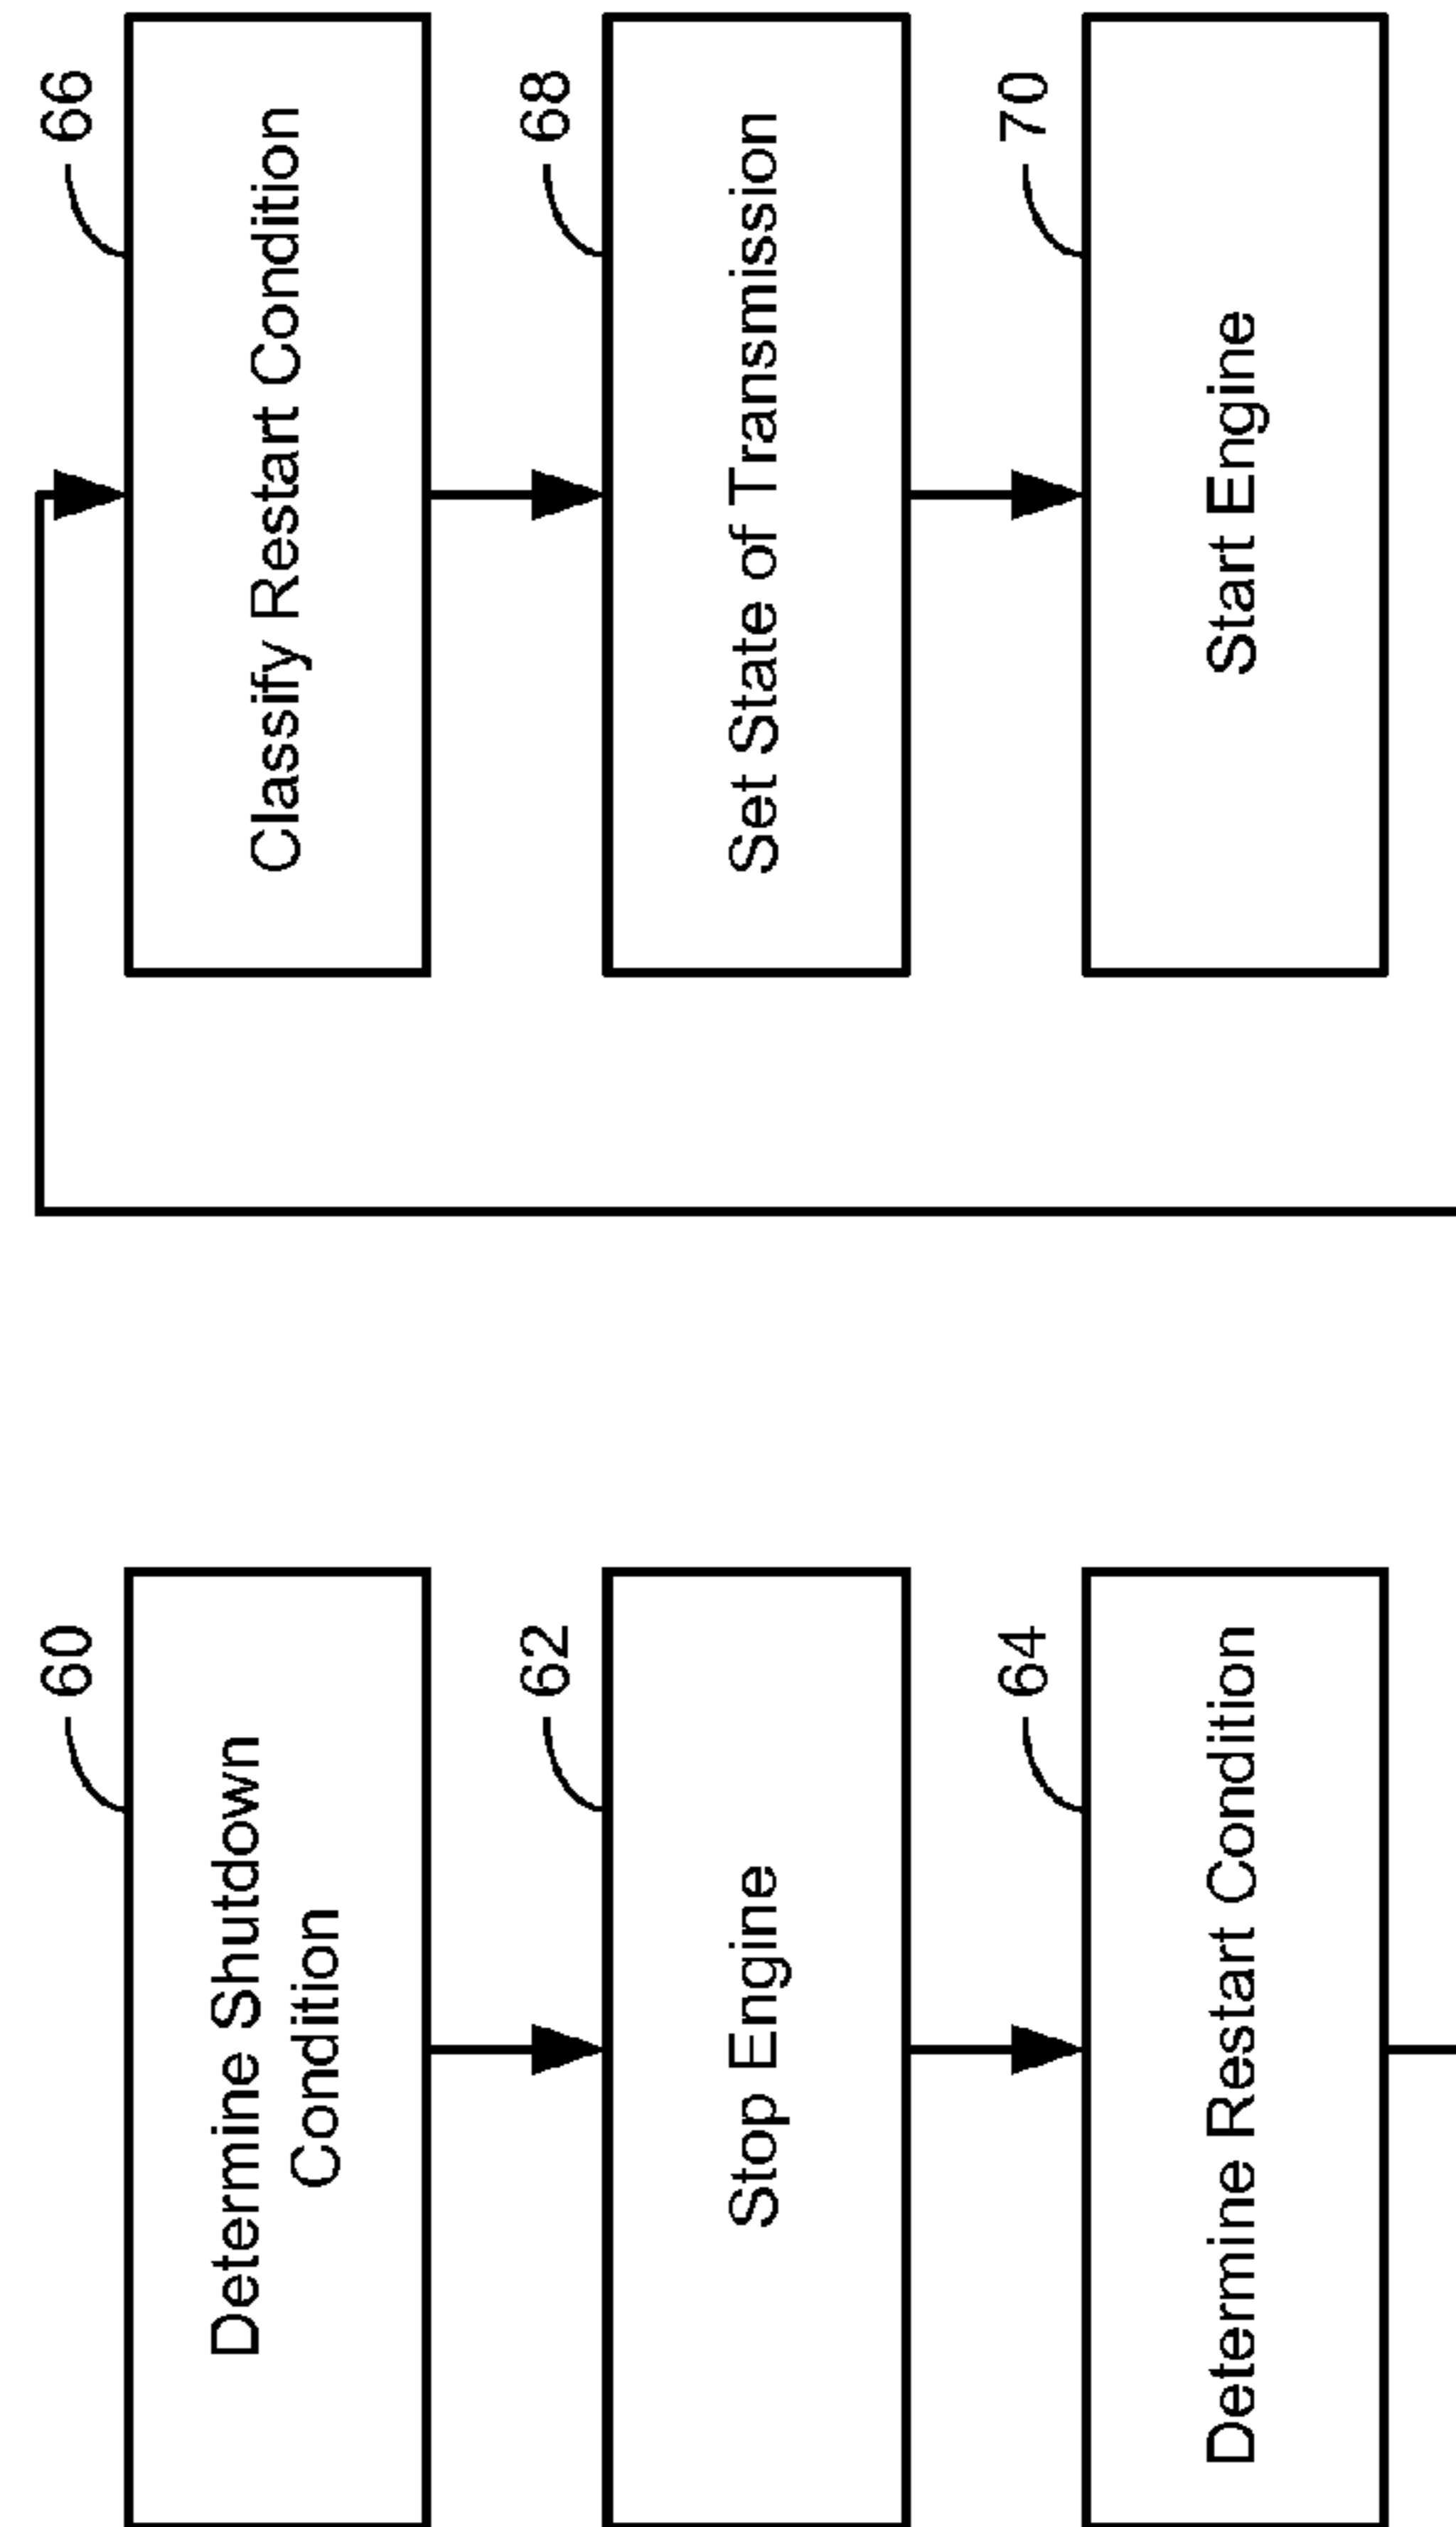 60
Determine Shutdown
Condition
62
Stop Engine
64
Determine Restart Condition
66
Classify Restart Condition
68
Set State of Transmission
70
Start Engine